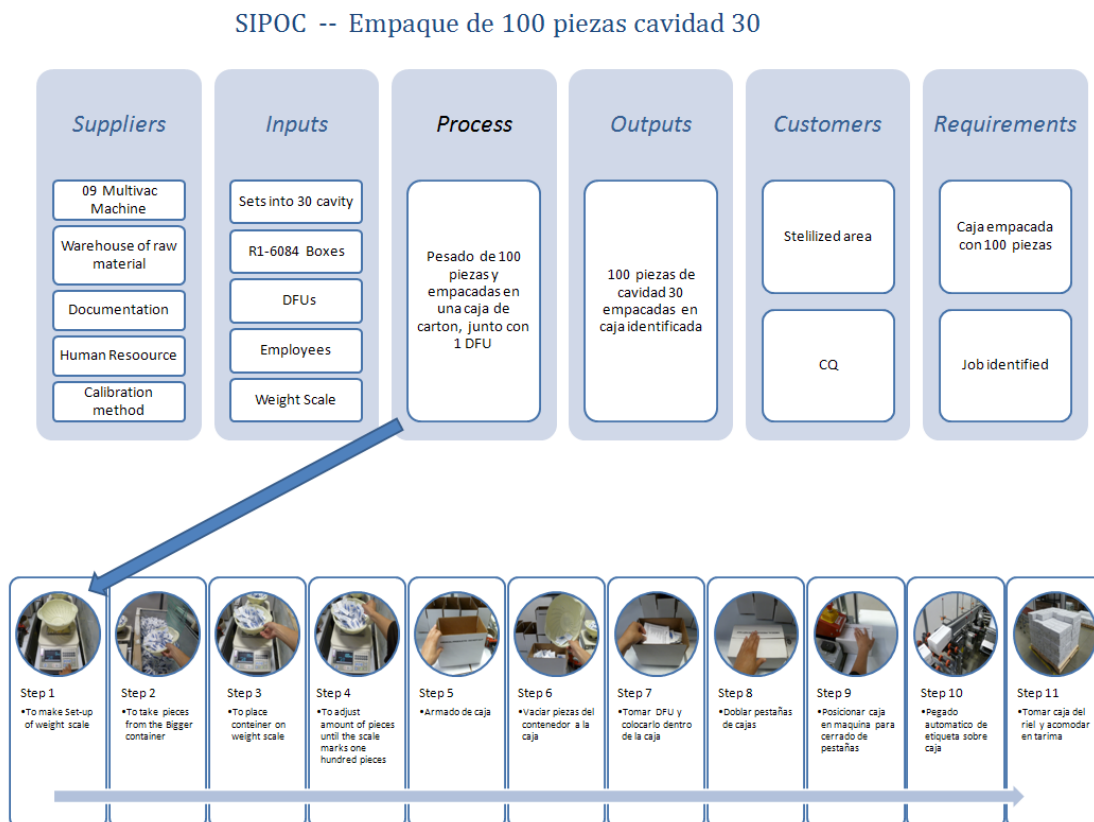 SIPOC -- Empaque de 100 piezas cavidad 30
Suppliers
09 Multivac
Machine
Warehouse of raw
material
Documentation
Human Resoource
Calibration
method
Inputs
Sets into 30 cavity
R1-6084 Boxes
DFUs
Employees
Weight Scale
Process
Pesado de 100
piezas y
empacadas en
una caja de
carton, junto con
1 DFU
Outputs
100 piezas de
cavidad 30
empacadas en
caja identificada
Customers
Stelilized area
CQ
Requirements
Caja empacada
con 100 piezas
Job identified
Step 1
•To make Set-up
of weight scale
Step 2
•To take pieces
from the Bigger
container
Step 3
•To place
conteiner on
weight scale
Step 4
•To adjust
amount of pieces
until the scale
marks one
hundred pieces
Step 5
•Armado de caja
Step 6
•Vaciar piezas del
contenedor a la
caja
Step 7
•Tomar DFU y
colocarlo dentro
de la caja
Step 8
•Doblar pestañas
de cajas
Step 9
•Posicionar caja
en maquina para
cerrado de
pestañas
Step 10
•Pegado
automatico de
etiqueta sobre
caja
Step 11
•Tomar caja del
riel y acomodar
en tarima